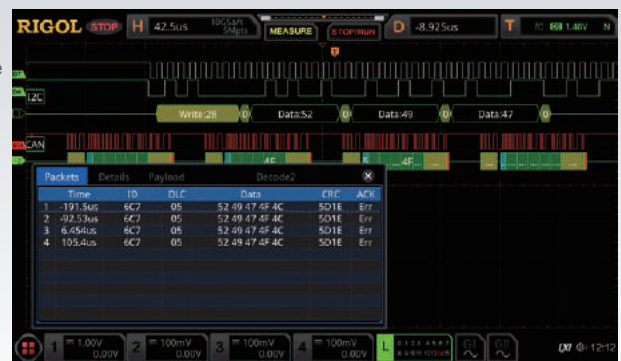 RIGOL STOP H 42.5us 5Mpts MEASURE STOP/RUN D -8.925us T 1.40V N
I2C
Write:28 D Data:52 D Data:49 D Data:47 D
CAN
4F 4F
Packets Details Payload Decode2
Time ID DLC Data CRC ACK
1 -191.5us 6C7 05 52 49 47 4F 4C 5D1E Err
2 -92.53us 6C7 05 52 49 47 4F 4C 5D1E Err
3 6.454us 6C7 05 52 49 47 4F 4C 5D1E Err
4 105.4us 6C7 05 52 49 47 4F 4C 5D1E Err
1 1.00V 0.00V 2 100mV 0.00V 3 100mV 0.00V 4 100mV 0.00V L GI GII LXI 12:12